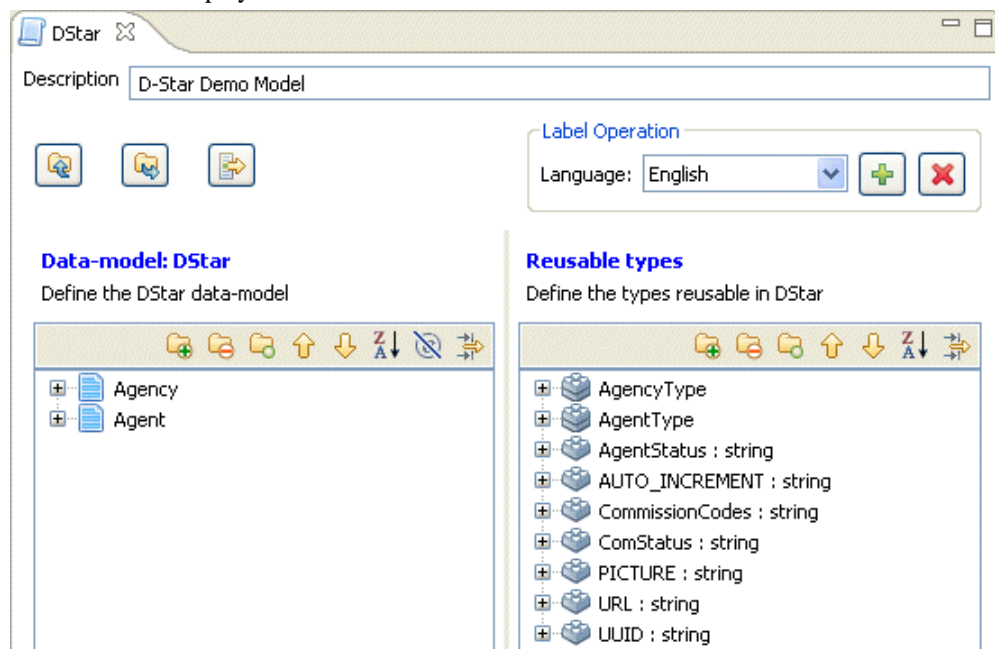 DStar
Description D-Star Demo Model
Label Operation
Language: English
Data-model: DStar
Define the DStar data-model
Agency
Agent
Reusable types
Define the types reusable in DStar
AgencyType
AgentType
AgentStatus : string
AUTO_INCREMENT : string
CommissionCodes : string
ComStatus : string
PICTURE : string
URL : string
UUID : string